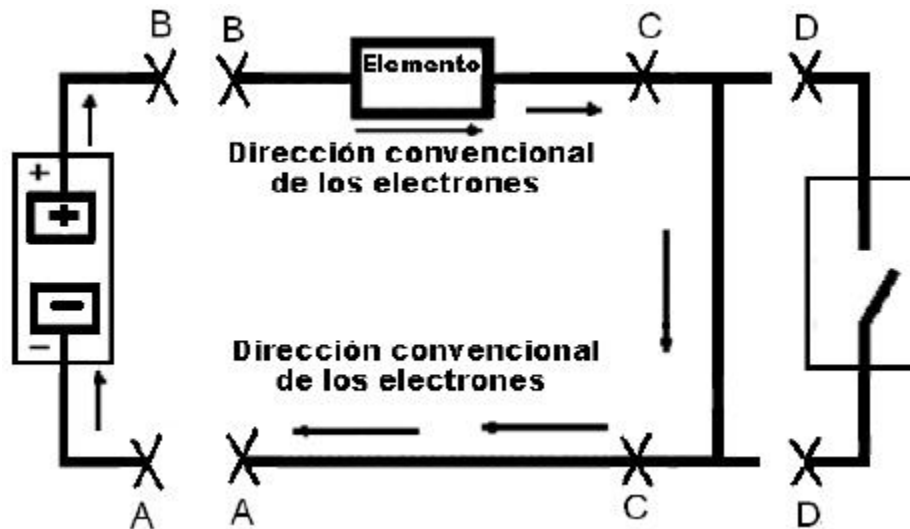 B B C D
Elemento
Dirección convencional
de los electrones
+
+
−
−
Dirección convencional
de los electrones
A A C D